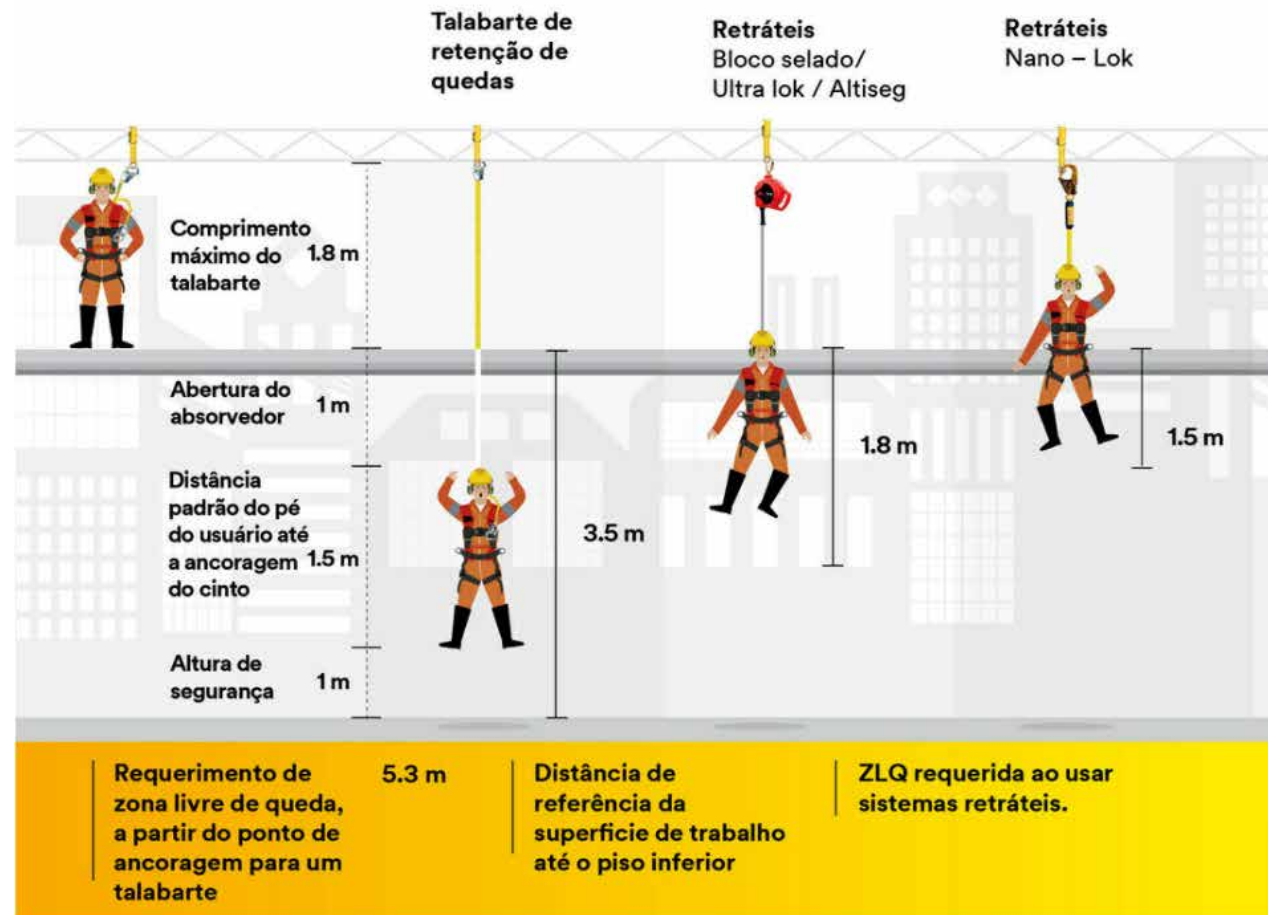 Talabarte de
retenção de
quedas
Retráteis
Bloco selado/
Ultra lok / Altiseg
Retráteis
Nano – Lok
Comprimento
máximo do
talabarte
1.8 m
Abertura do
absorvedor
1 m
Distância
padrão do pé
do usuário até
a ancoragem
do cinto
1.5 m
Altura de
segurança
1 m
3.5 m
1.8 m
1.5 m
Requerimento de
zona livre de queda,
a partir do ponto de
ancoragem para um
talabarte
5.3 m
Distância de
referência da
superficie de trabalho
até o piso inferior
ZLQ requerida ao usar
sistemas retráteis.